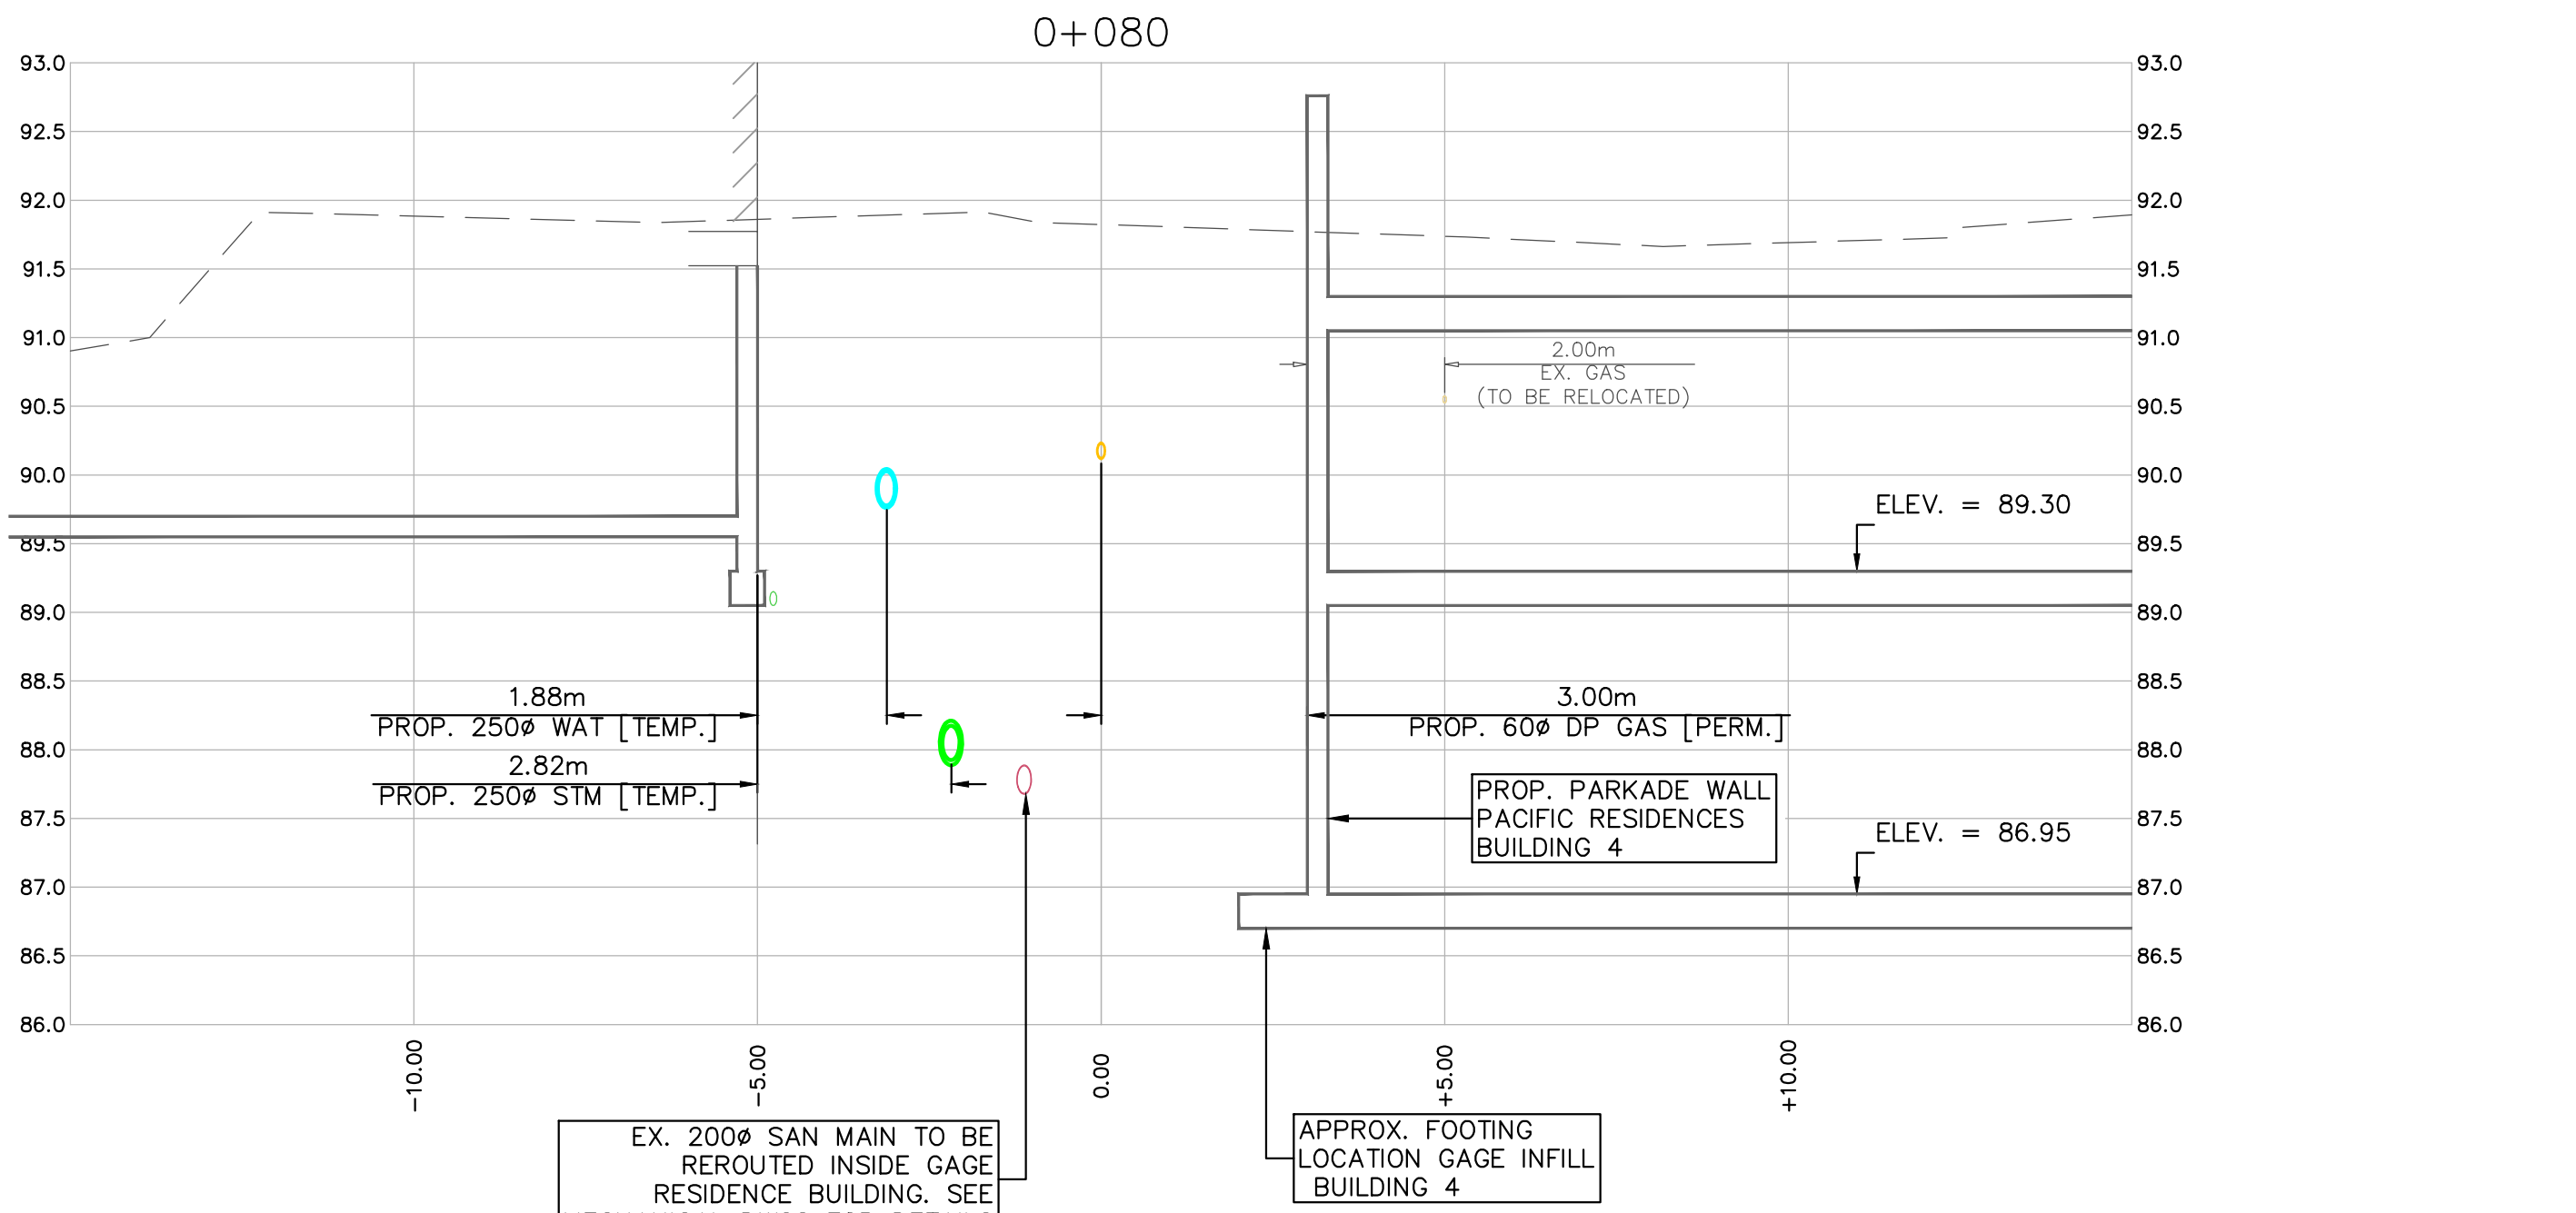 0+080
93.0
93.0
92.5
92.5
92.0
92.0
91.5
91.5
91.0
91.0
2.00m
EX. GAS
(TO BE RELOCATED)
90.5
90.5
90.0
90.0
ELEV. = 89.30
89.5
89.5
89.0
89.0
88.5
88.5
1.88m
PROP. 250ø WAT [TEMP.]
3.00m
PROP. 60ø DP GAS [PERM.]
88.0
88.0
2.82m
PROP. 250ø STM [TEMP.]
PROP. PARKADE WALL
PACIFIC RESIDENCES
BUILDING 4
87.5
87.5
ELEV. = 86.95
87.0
87.0
86.5
86.5
86.0
86.0
-10.00
-5.00
0.00
+5.00
+10.00
EX. 200ø SAN MAIN TO BE
REROUTED INSIDE GAGE
RESIDENCE BUILDING. SEE
APPROX. FOOTING
LOCATION GAGE INFILL
BUILDING 4